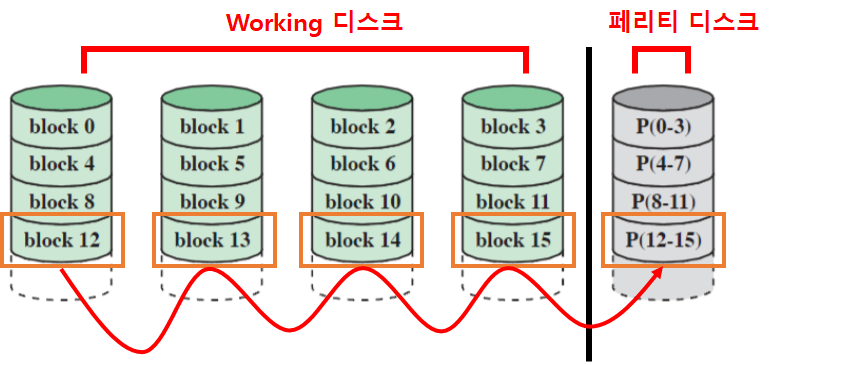 Working 디스크
페리티 디스크
block 0
block 1
block 2
block 3
P(0-3)
block 4
block 5
block 6
block 7
P(4-7)
block 8
block 9
block 10
block 11
P(8-11)
block 12
block 13
block 14
block 15
P(12-15)